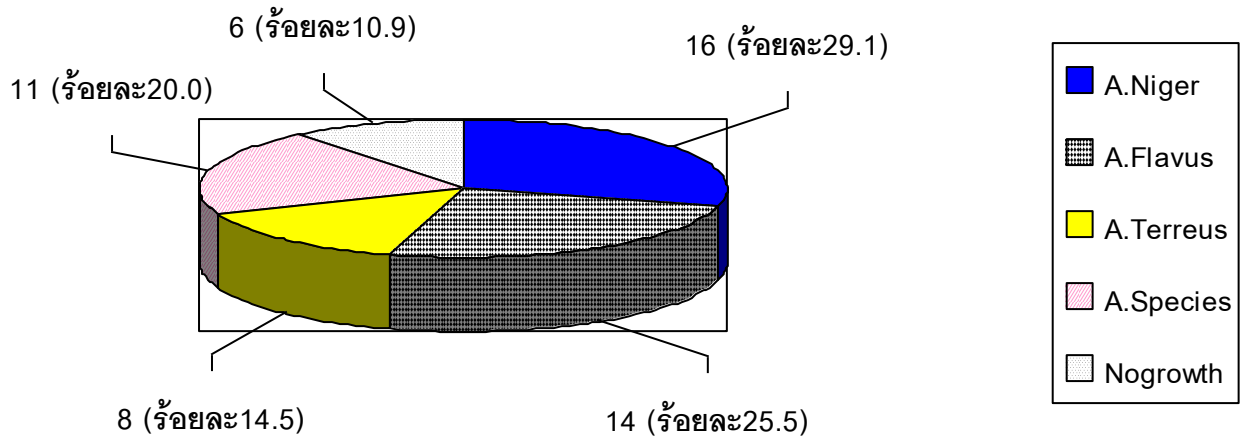 6 (ร้อยละ10.9)
16 (ร้อยละ29.1)
11 (ร้อยละ20.0)
8 (ร้อยละ14.5)
14 (ร้อยละ25.5)
A.Niger
A.Flavus
A.Terreus
A.Species
Nogrowth